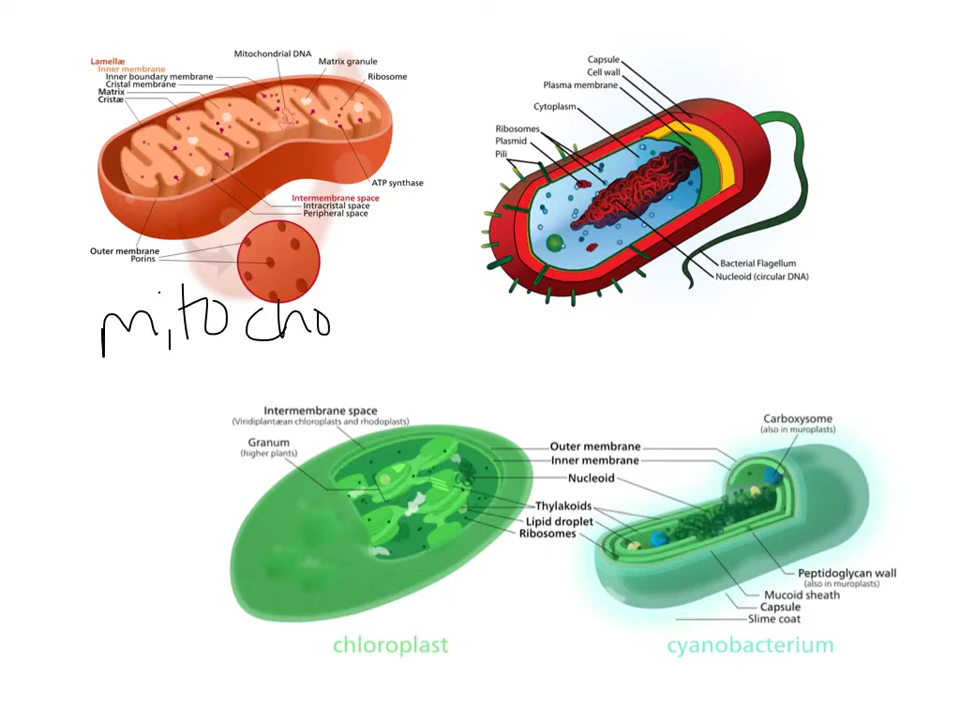 Mitochondrial DNA
Matrix granule
Lamellæ
Inner membrane
Inner boundary membrane
Cristal membrane
Matrix
Cristæ
Ribosome
ATP synthase
Intermembrane space
Intracristal space
Peripheral space
Outer membrane
Porins
mitocho
Capsule
Cell wall
Plasma membrane
Cytoplasm
Ribosomes
Plasmid
Pili
Bacterial Flagellum
Nucleoid (circular DNA)
Intermembrane space
(Viridiplantæan chloroplasts and rhodoplasts)
Granum
(higher plants)
Outer membrane
Inner membrane
Nucleoid
Thylakoids
Lipid droplet
Ribosomes
Carboxysome
(also in muroplasts)
Peptidoglycan wall
(also in muroplasts)
Mucoid sheath
Capsule
Slime coat
chloroplast
cyanobacterium